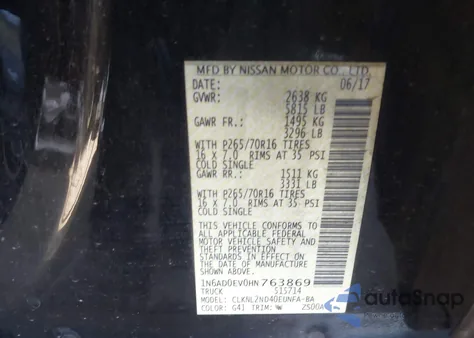 MFD BY NISSAN MOTOR CO., LTD.
DATE: 06/17
GVWR: 2638 KG
5815 LB
GAWR FR.: 1495 KG
3296 LB
WITH P265/70R16 TIRES
16 X 7.0 RIMS AT 35 PSI
COLD SINGLE
GAWR RR.: 1511 KG
3331 LB
WITH P265/70R16 TIRES
16 X 7.0 RIMS AT 35 PSI
COLD SINGLE
THIS VEHICLE CONFORMS TO
ALL APPLICABLE FEDERAL
MOTOR VEHICLE SAFETY AND
THEFT PREVENTION
STANDARDS IN EFFECT ON
THE DATE OF MANUFACTURE
SHOWN ABOVE.
1N6AD0EV0HN763869
TRUCK 515714
MODEL: CLKNL2ND40EUNFA-BA
COLOR: G41 TRIM:
autoSnap